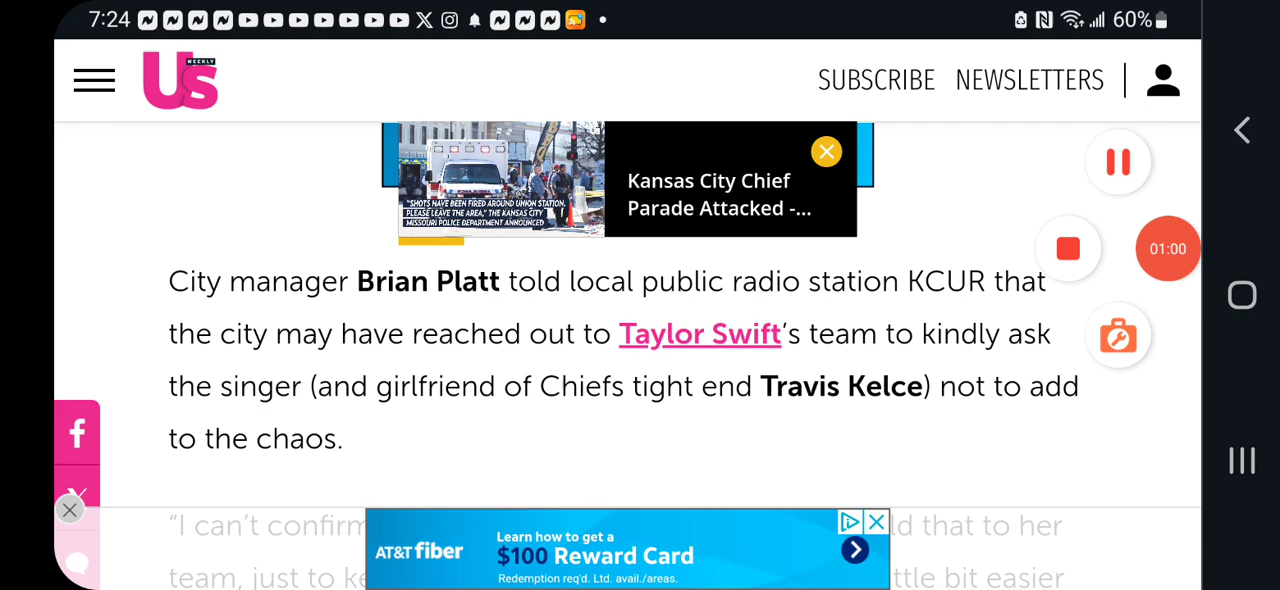 7:24
60%
Us
WEEKLY
SUBSCRIBE NEWSLETTERS
"SHOTS HAVE BEEN FIRED AROUND UNION STATION.
PLEASE LEAVE THE AREA," THE KANSAS CITY
MISSOURI POLICE DEPARTMENT ANNOUNCED
Kansas City Chief
Parade Attacked -...
01:00
City manager Brian Platt told local public radio station KCUR that
the city may have reached out to Taylor Swift's team to kindly ask
the singer (and girlfriend of Chiefs tight end Travis Kelce) not to add
to the chaos.
"I can't confirm
ld that to her
team, just to ke
ttle bit easier
AT&T fiber
Learn how to get a
$100 Reward Card
Redemption req'd. Ltd. avail./areas.